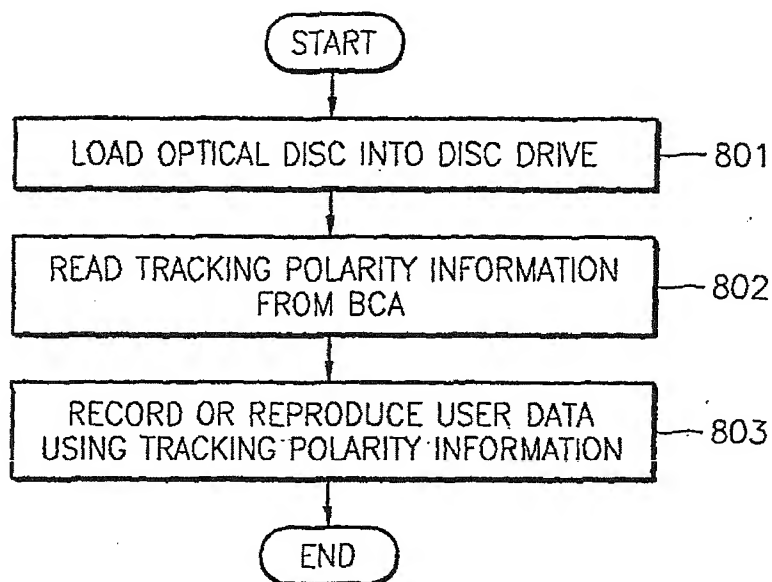 START
LOAD OPTICAL DISC INTO DISC DRIVE
801
READ TRACKING POLARITY INFORMATION
FROM BCA
802
RECORD OR REPRODUCE USER DATA
USING TRACKING POLARITY INFORMATION
803
END